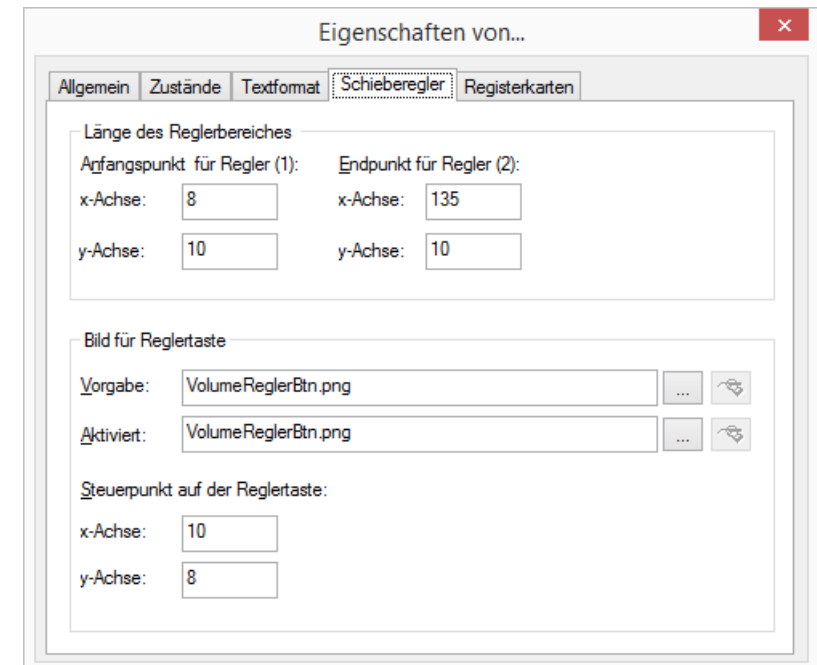 Eigenschaften von...
Allgemein Zustände Textformat Schieberegler Registerkarten
Länge des Reglerbereiches
Anfangspunkt für Regler (1): Endpunkt für Regler (2):
x-Achse: 8 x-Achse: 135
y-Achse: 10 y-Achse: 10
Bild für Reglertaste
Vorgabe: VolumeReglerBtn.png ...
Aktiviert: VolumeReglerBtn.png ...
Steuerpunkt auf der Reglertaste:
x-Achse: 10
y-Achse: 8